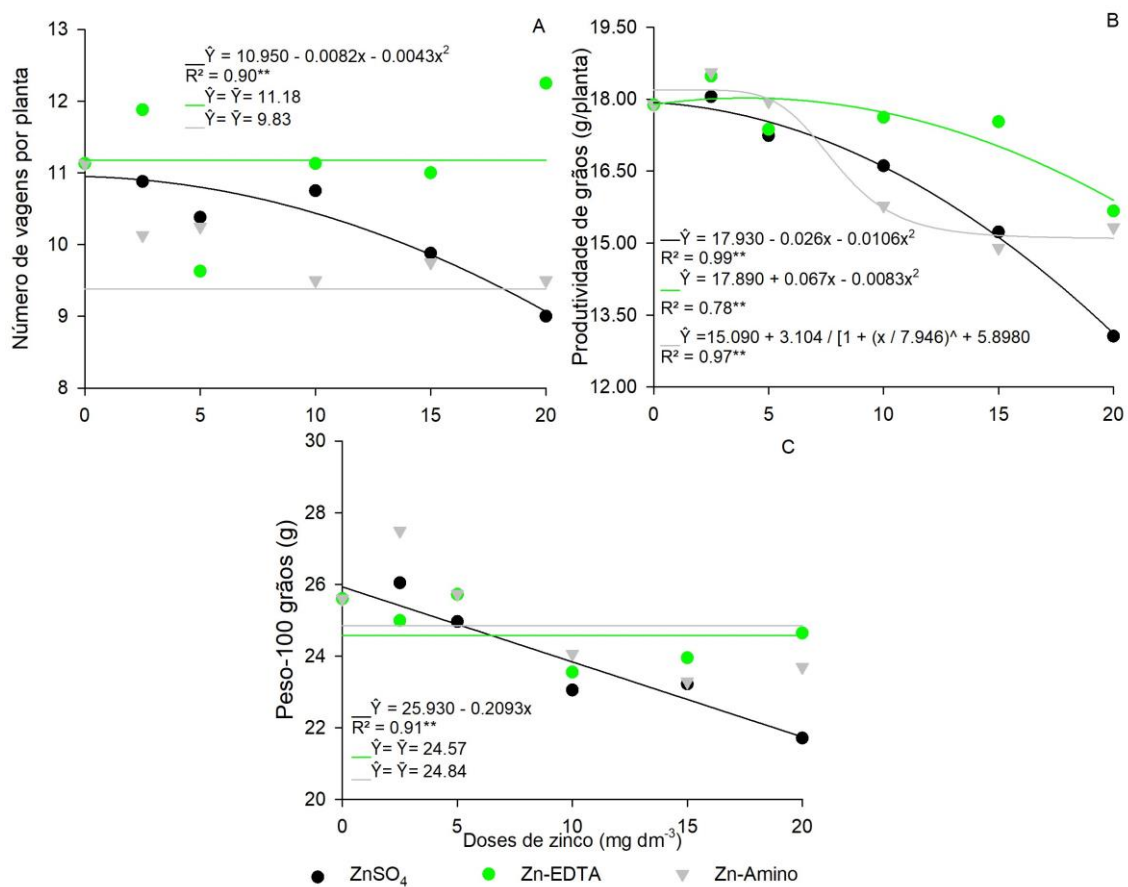 A
Número de vagens por planta
13
12
11
10
9
8
Ŷ = 10.950 - 0.0082x - 0.0043x²
R² = 0.90**
Ŷ= Ȳ= 11.18
Ŷ= Ȳ= 9.83
0 5 10 15 20
B
Produtividade de grãos (g/planta)
18.00
16.50
15.00
13.50
12.00
Ŷ = 17.930 - 0.026x - 0.0106x²
R² = 0.99**
Ŷ = 17.890 + 0.067x - 0.0083x²
R² = 0.78**
Ŷ =15.090 + 3.104 / [1 + (x / 7.946)^ + 5.8980
R² = 0.97**
0 5 10 15 20
C
Peso-100 grãos (g)
30
28
26
24
22
20
Ŷ = 25.930 - 0.2093x
R² = 0.91**
Ŷ= Ȳ= 24.57
Ŷ= Ȳ= 24.84
0 5 10 15 20
Doses de zinco (mg dm⁻³)
ZnSO₄ Zn-EDTA Zn-Amino